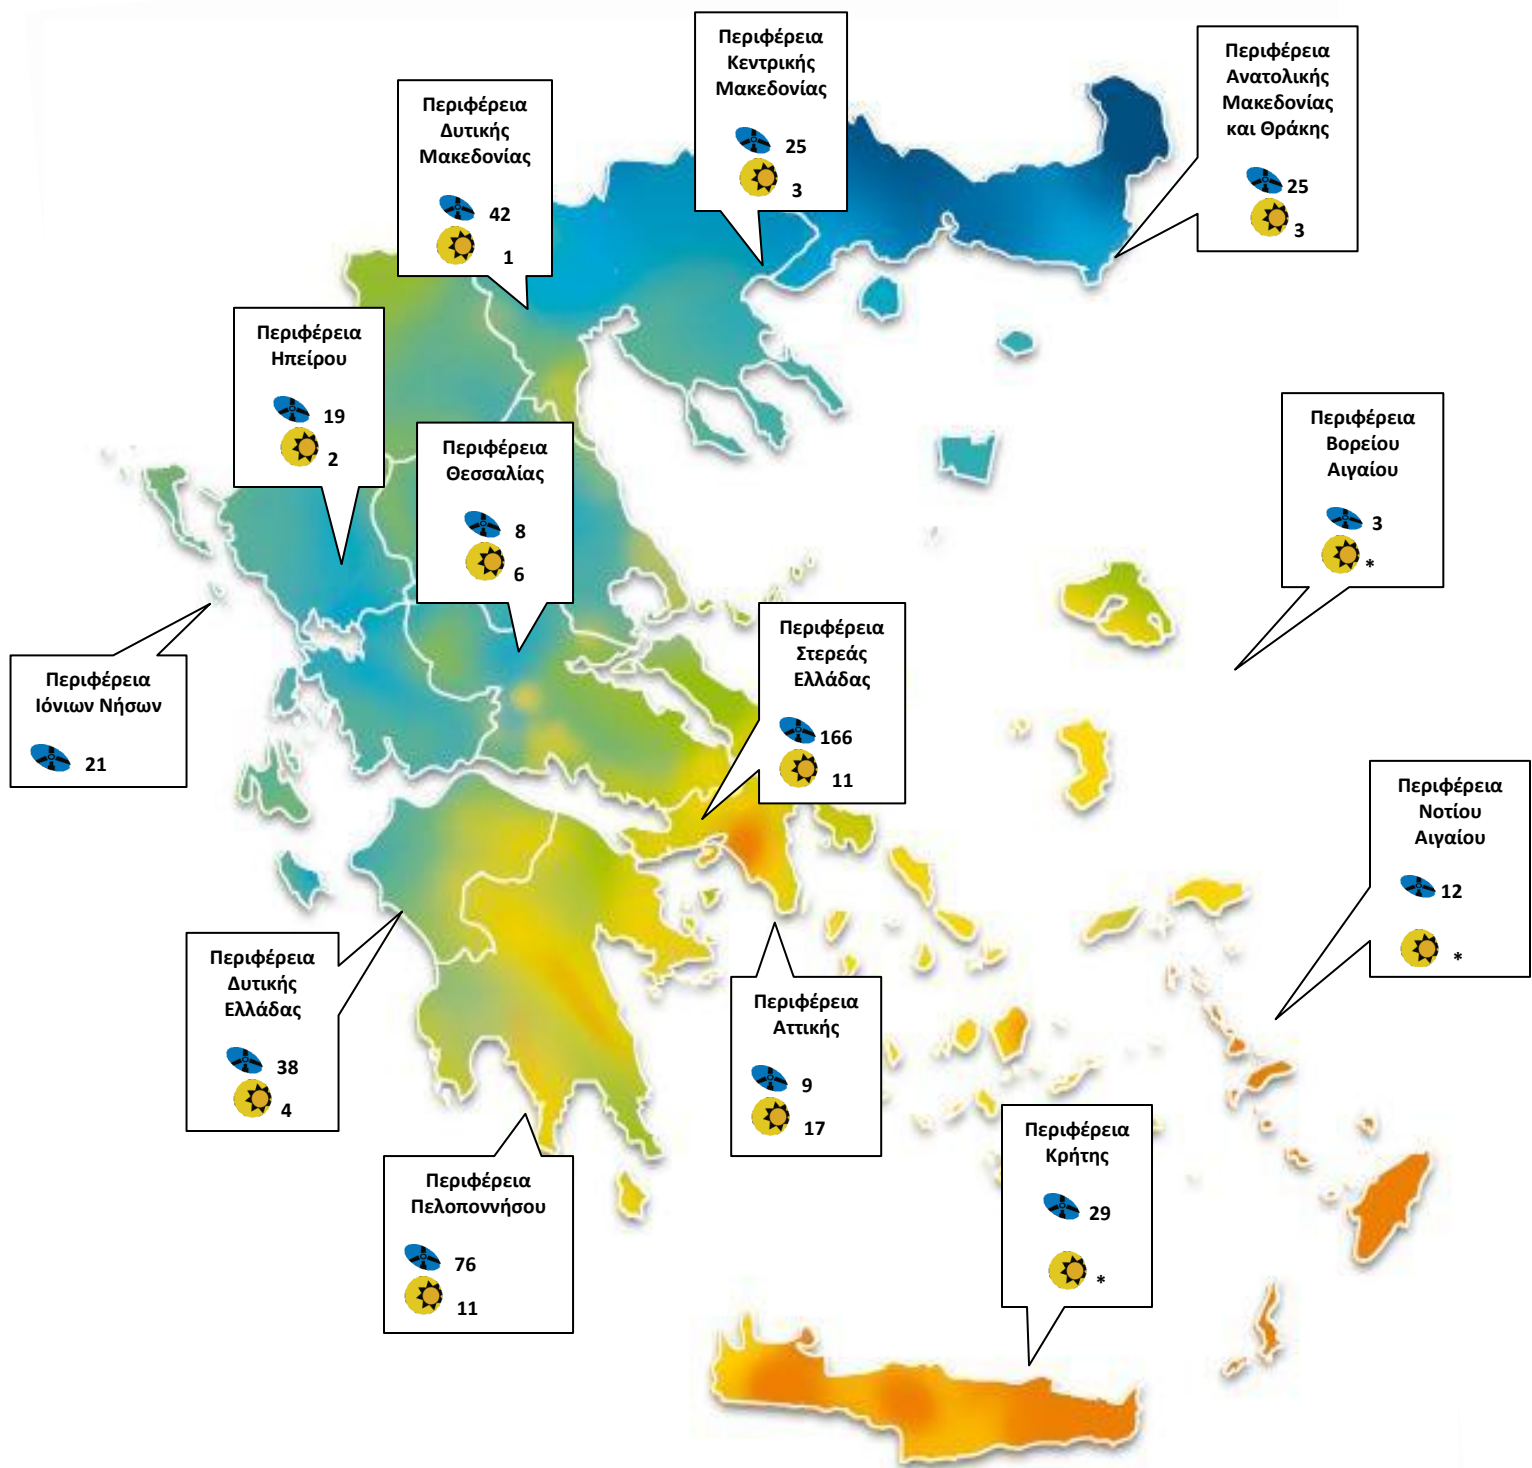 Περιφέρεια
Κεντρικής
Μακεδονίας
25
3
Περιφέρεια
Ανατολικής
Μακεδονίας
και Θράκης
25
3
Περιφέρεια
Δυτικής
Μακεδονίας
42
1
Περιφέρεια
Ηπείρου
19
2
Περιφέρεια
Θεσσαλίας
8
6
Περιφέρεια
Βορείου
Αιγαίου
3
*
Περιφέρεια
Στερεάς
Ελλάδας
166
11
Περιφέρεια
Ιόνιων Νήσων
21
Περιφέρεια
Νοτίου
Αιγαίου
12
*
Περιφέρεια
Δυτικής
Ελλάδας
38
4
Περιφέρεια
Αττικής
9
17
Περιφέρεια
Κρήτης
29
*
Περιφέρεια
Πελοποννήσου
76
11